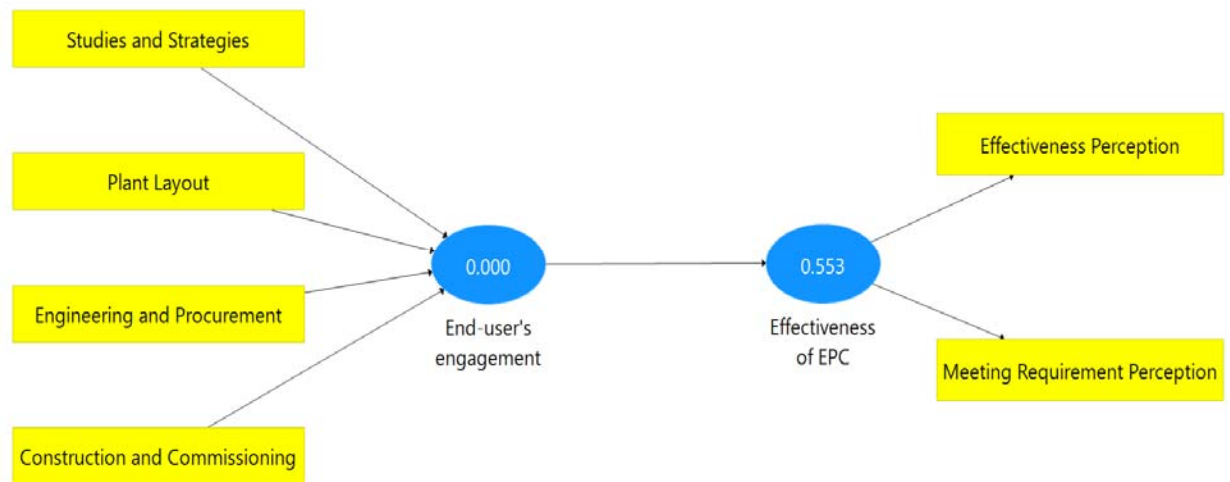 Studies and Strategies
Plant Layout
Engineering and Procurement
Construction and Commissioning
0.000
End-user's
engagement
0.553
Effectiveness
of EPC
Effectiveness Perception
Meeting Requirement Perception